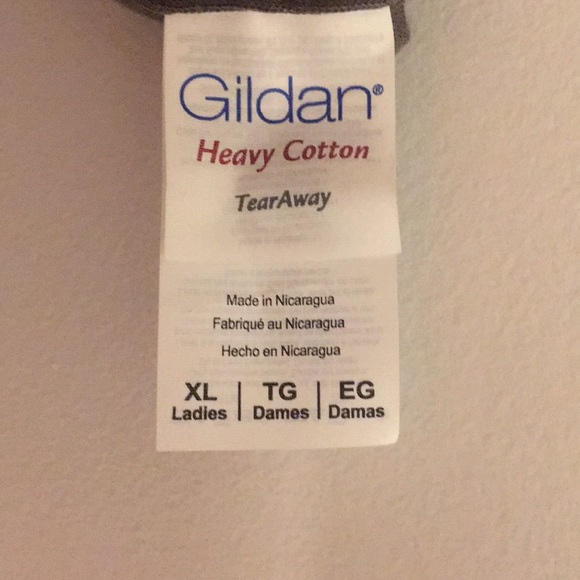 Gildan®
Heavy Cotton
TearAway
Made in Nicaragua
Fabriqué au Nicaragua
Hecho en Nicaragua
XL | TG | EG
Ladies | Dames | Damas